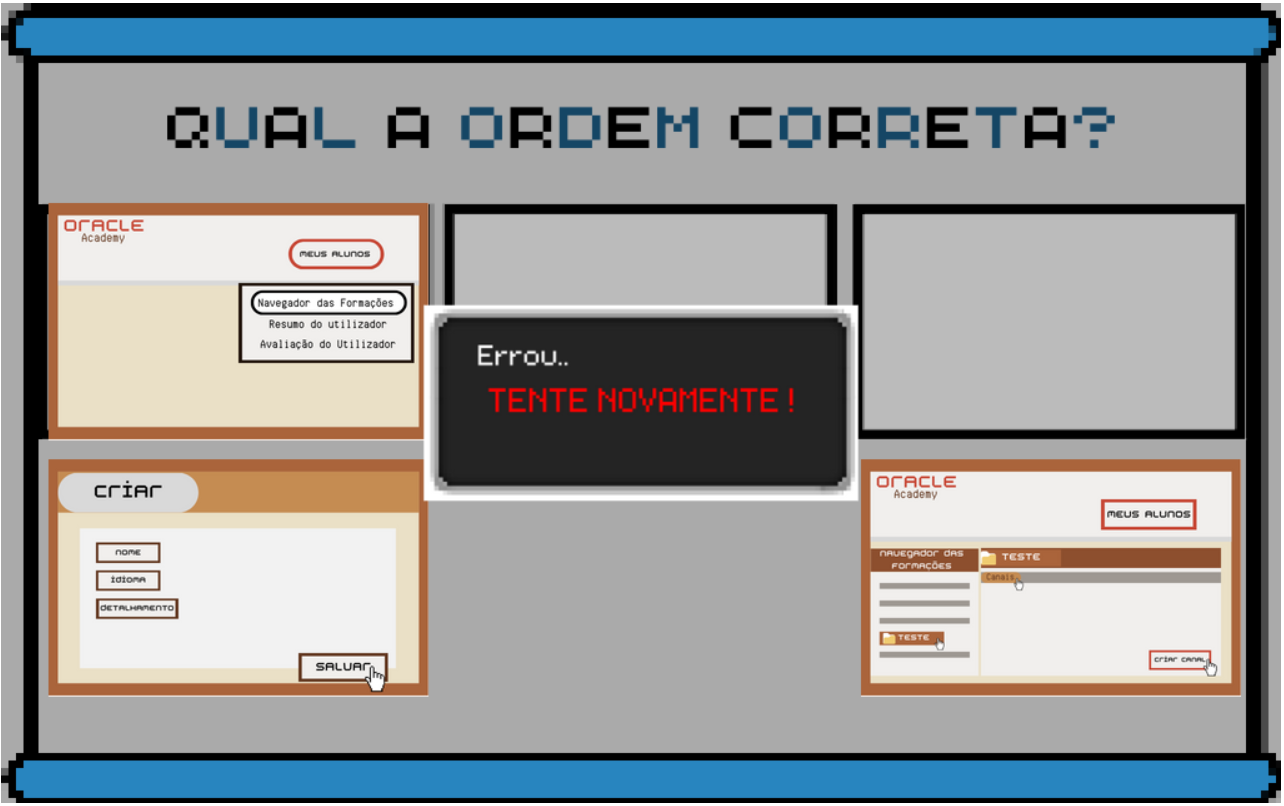 QUAL A ORDEM CORRETA?
ORACLE
Academy
MEUS ALUNOS
Navegador das Formações
Resumo do utilizador
Avaliação do Utilizador
Errou..
TENTE NOVAMENTE !
criar
NOME
idioma
DETALHAMENTO
SALVAR
ORACLE
Academy
MEUS ALUNOS
NAVEGADOR DAS
FORMAÇÕES
TESTE
Canais
TESTE
criar canal